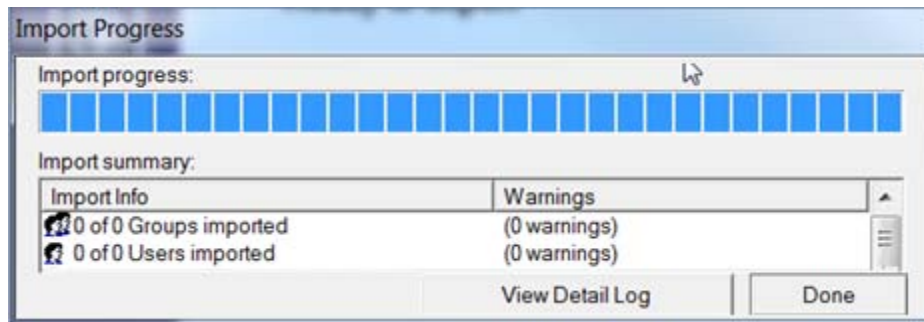 Import Progress
Import progress:
Import summary:
Import Info Warnings
0 of 0 Groups imported (0 warnings)
0 of 0 Users imported (0 warnings)
View Detail Log Done